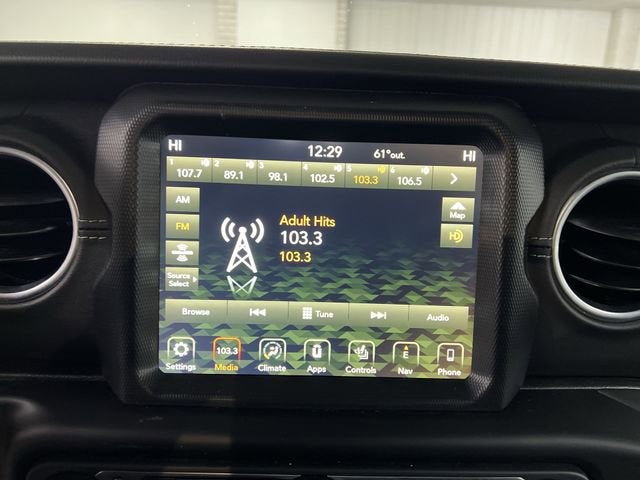 HI 12:29 61°out. HI
1 2 3 4 5 6
107.7 89.1 98.1 102.5 103.3 106.5
AM
FM
Source
Select
Adult Hits
103.3
103.3
Map
HD
Browse Tune Audio
103.3 E
Settings Media Climate Apps Controls Nav Phone